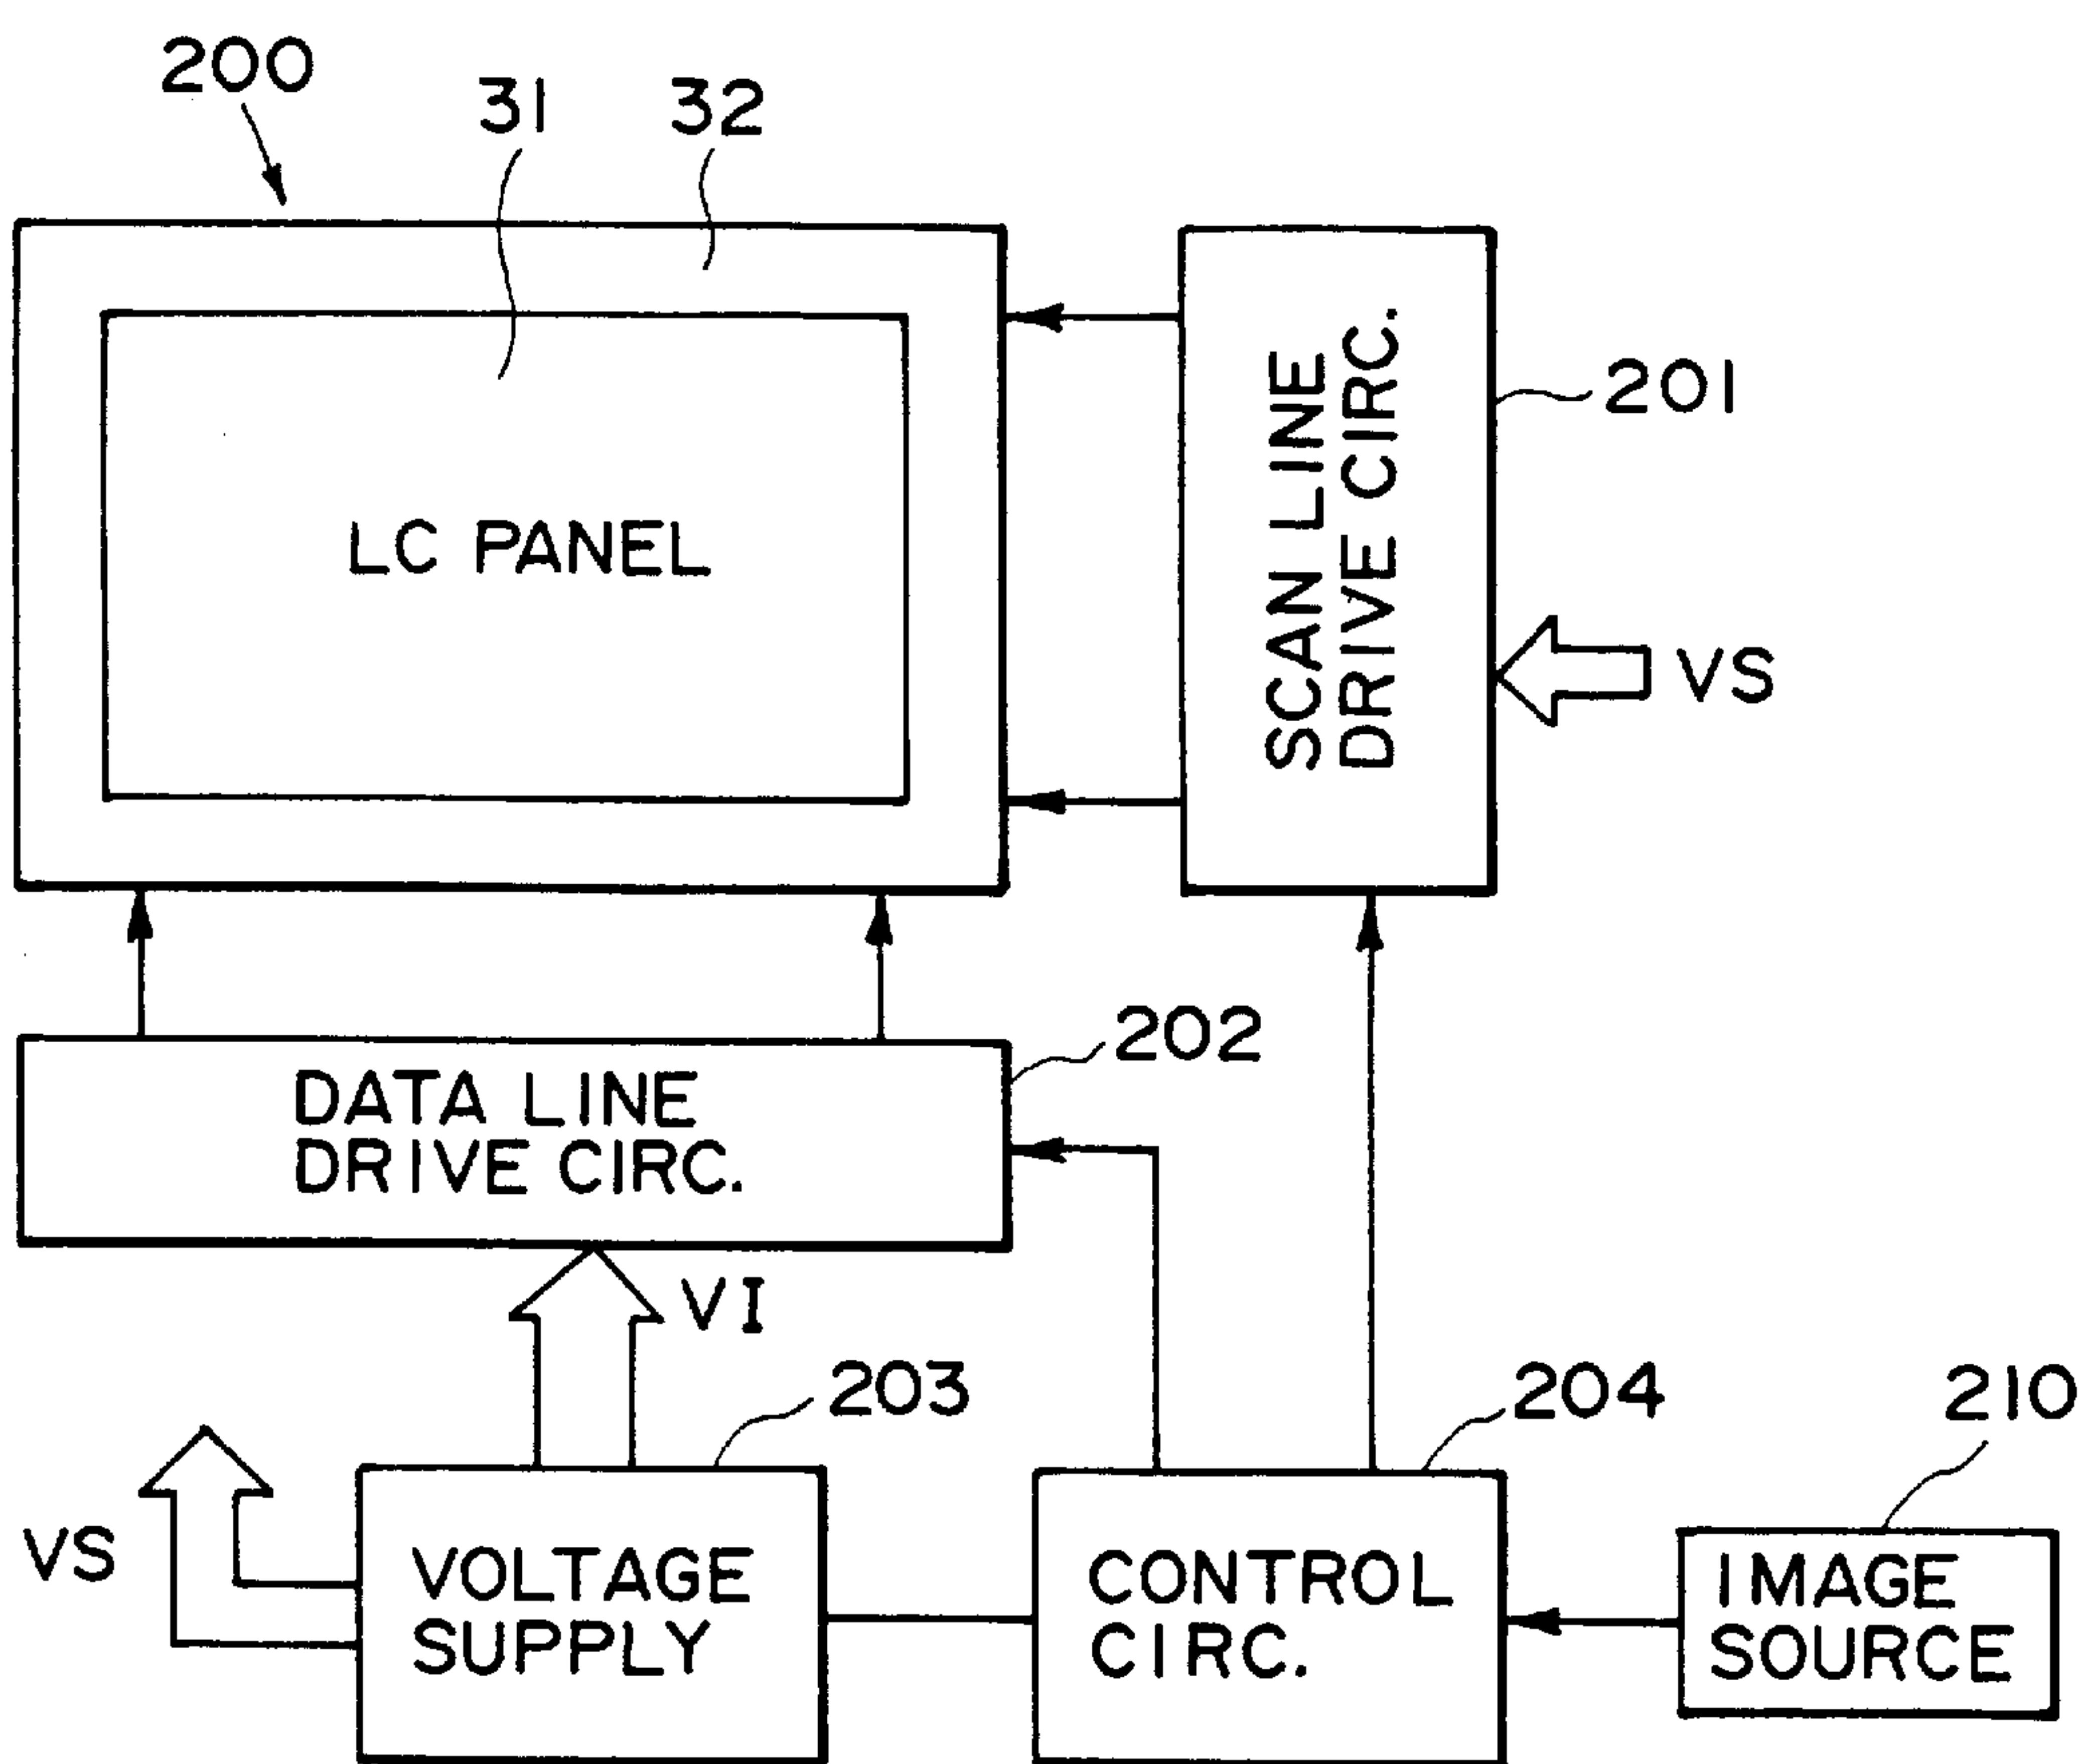 200
31
32
LC PANEL
SCAN LINE
DRIVE CIRC.
201
VS
202
DATA LINE
DRIVE CIRC.
VI
203
204
210
VS
VOLTAGE
SUPPLY
CONTROL
CIRC.
IMAGE
SOURCE